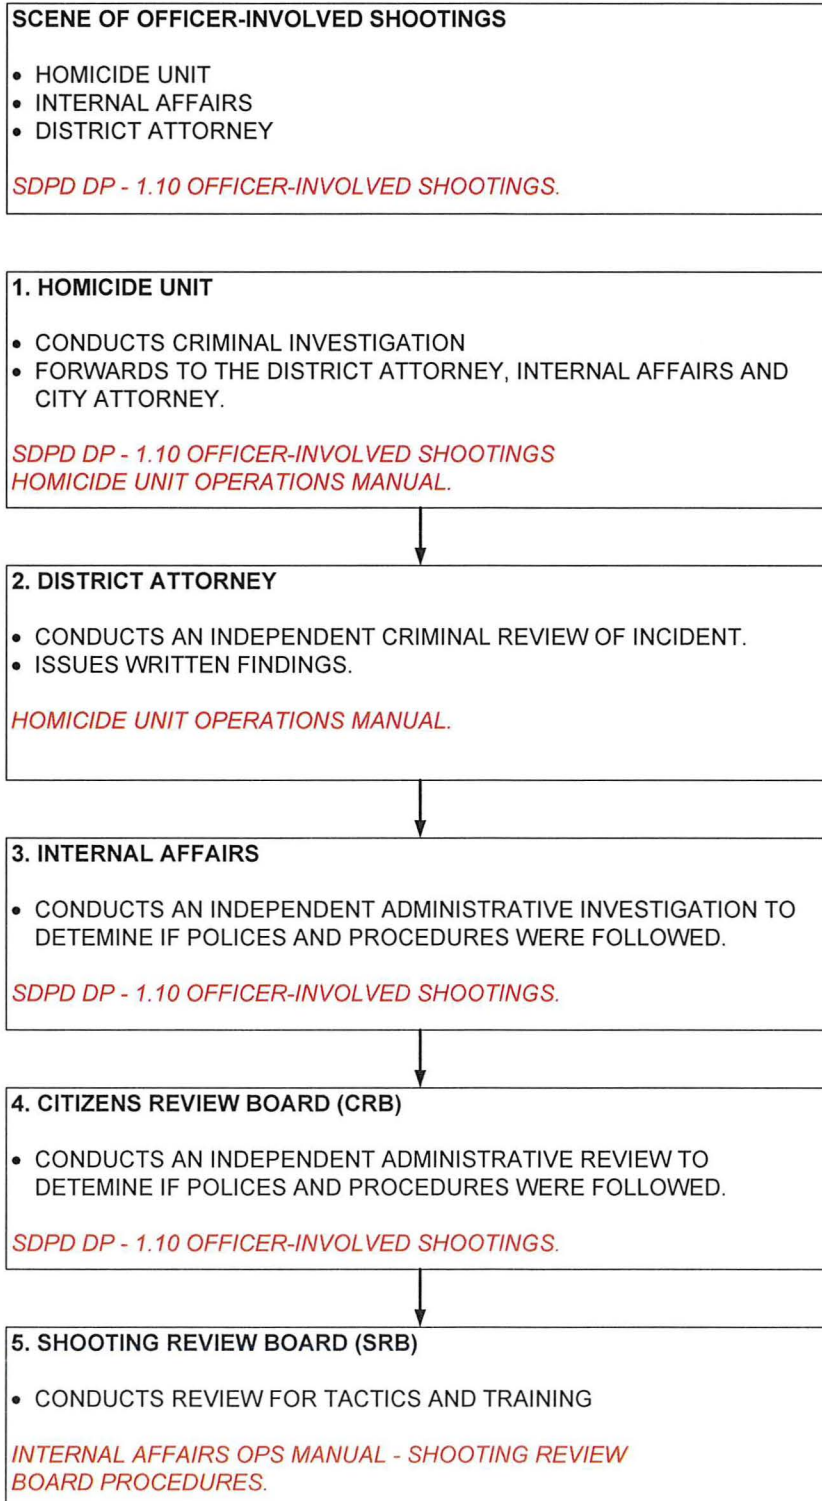 SCENE OF OFFICER-INVOLVED SHOOTINGS
• HOMICIDE UNIT
• INTERNAL AFFAIRS
• DISTRICT ATTORNEY
SDPD DP - 1.10 OFFICER-INVOLVED SHOOTINGS.
1. HOMICIDE UNIT
• CONDUCTS CRIMINAL INVESTIGATION
• FORWARDS TO THE DISTRICT ATTORNEY, INTERNAL AFFAIRS AND
CITY ATTORNEY.
SDPD DP - 1.10 OFFICER-INVOLVED SHOOTINGS
HOMICIDE UNIT OPERATIONS MANUAL.
2. DISTRICT ATTORNEY
• CONDUCTS AN INDEPENDENT CRIMINAL REVIEW OF INCIDENT.
• ISSUES WRITTEN FINDINGS.
HOMICIDE UNIT OPERATIONS MANUAL.
3. INTERNAL AFFAIRS
• CONDUCTS AN INDEPENDENT ADMINISTRATIVE INVESTIGATION TO
DETEMINE IF POLICES AND PROCEDURES WERE FOLLOWED.
SDPD DP - 1.10 OFFICER-INVOLVED SHOOTINGS.
4. CITIZENS REVIEW BOARD (CRB)
• CONDUCTS AN INDEPENDENT ADMINISTRATIVE REVIEW TO
DETEMINE IF POLICES AND PROCEDURES WERE FOLLOWED.
SDPD DP - 1.10 OFFICER-INVOLVED SHOOTINGS.
5. SHOOTING REVIEW BOARD (SRB)
• CONDUCTS REVIEW FOR TACTICS AND TRAINING
INTERNAL AFFAIRS OPS MANUAL - SHOOTING REVIEW
BOARD PROCEDURES.